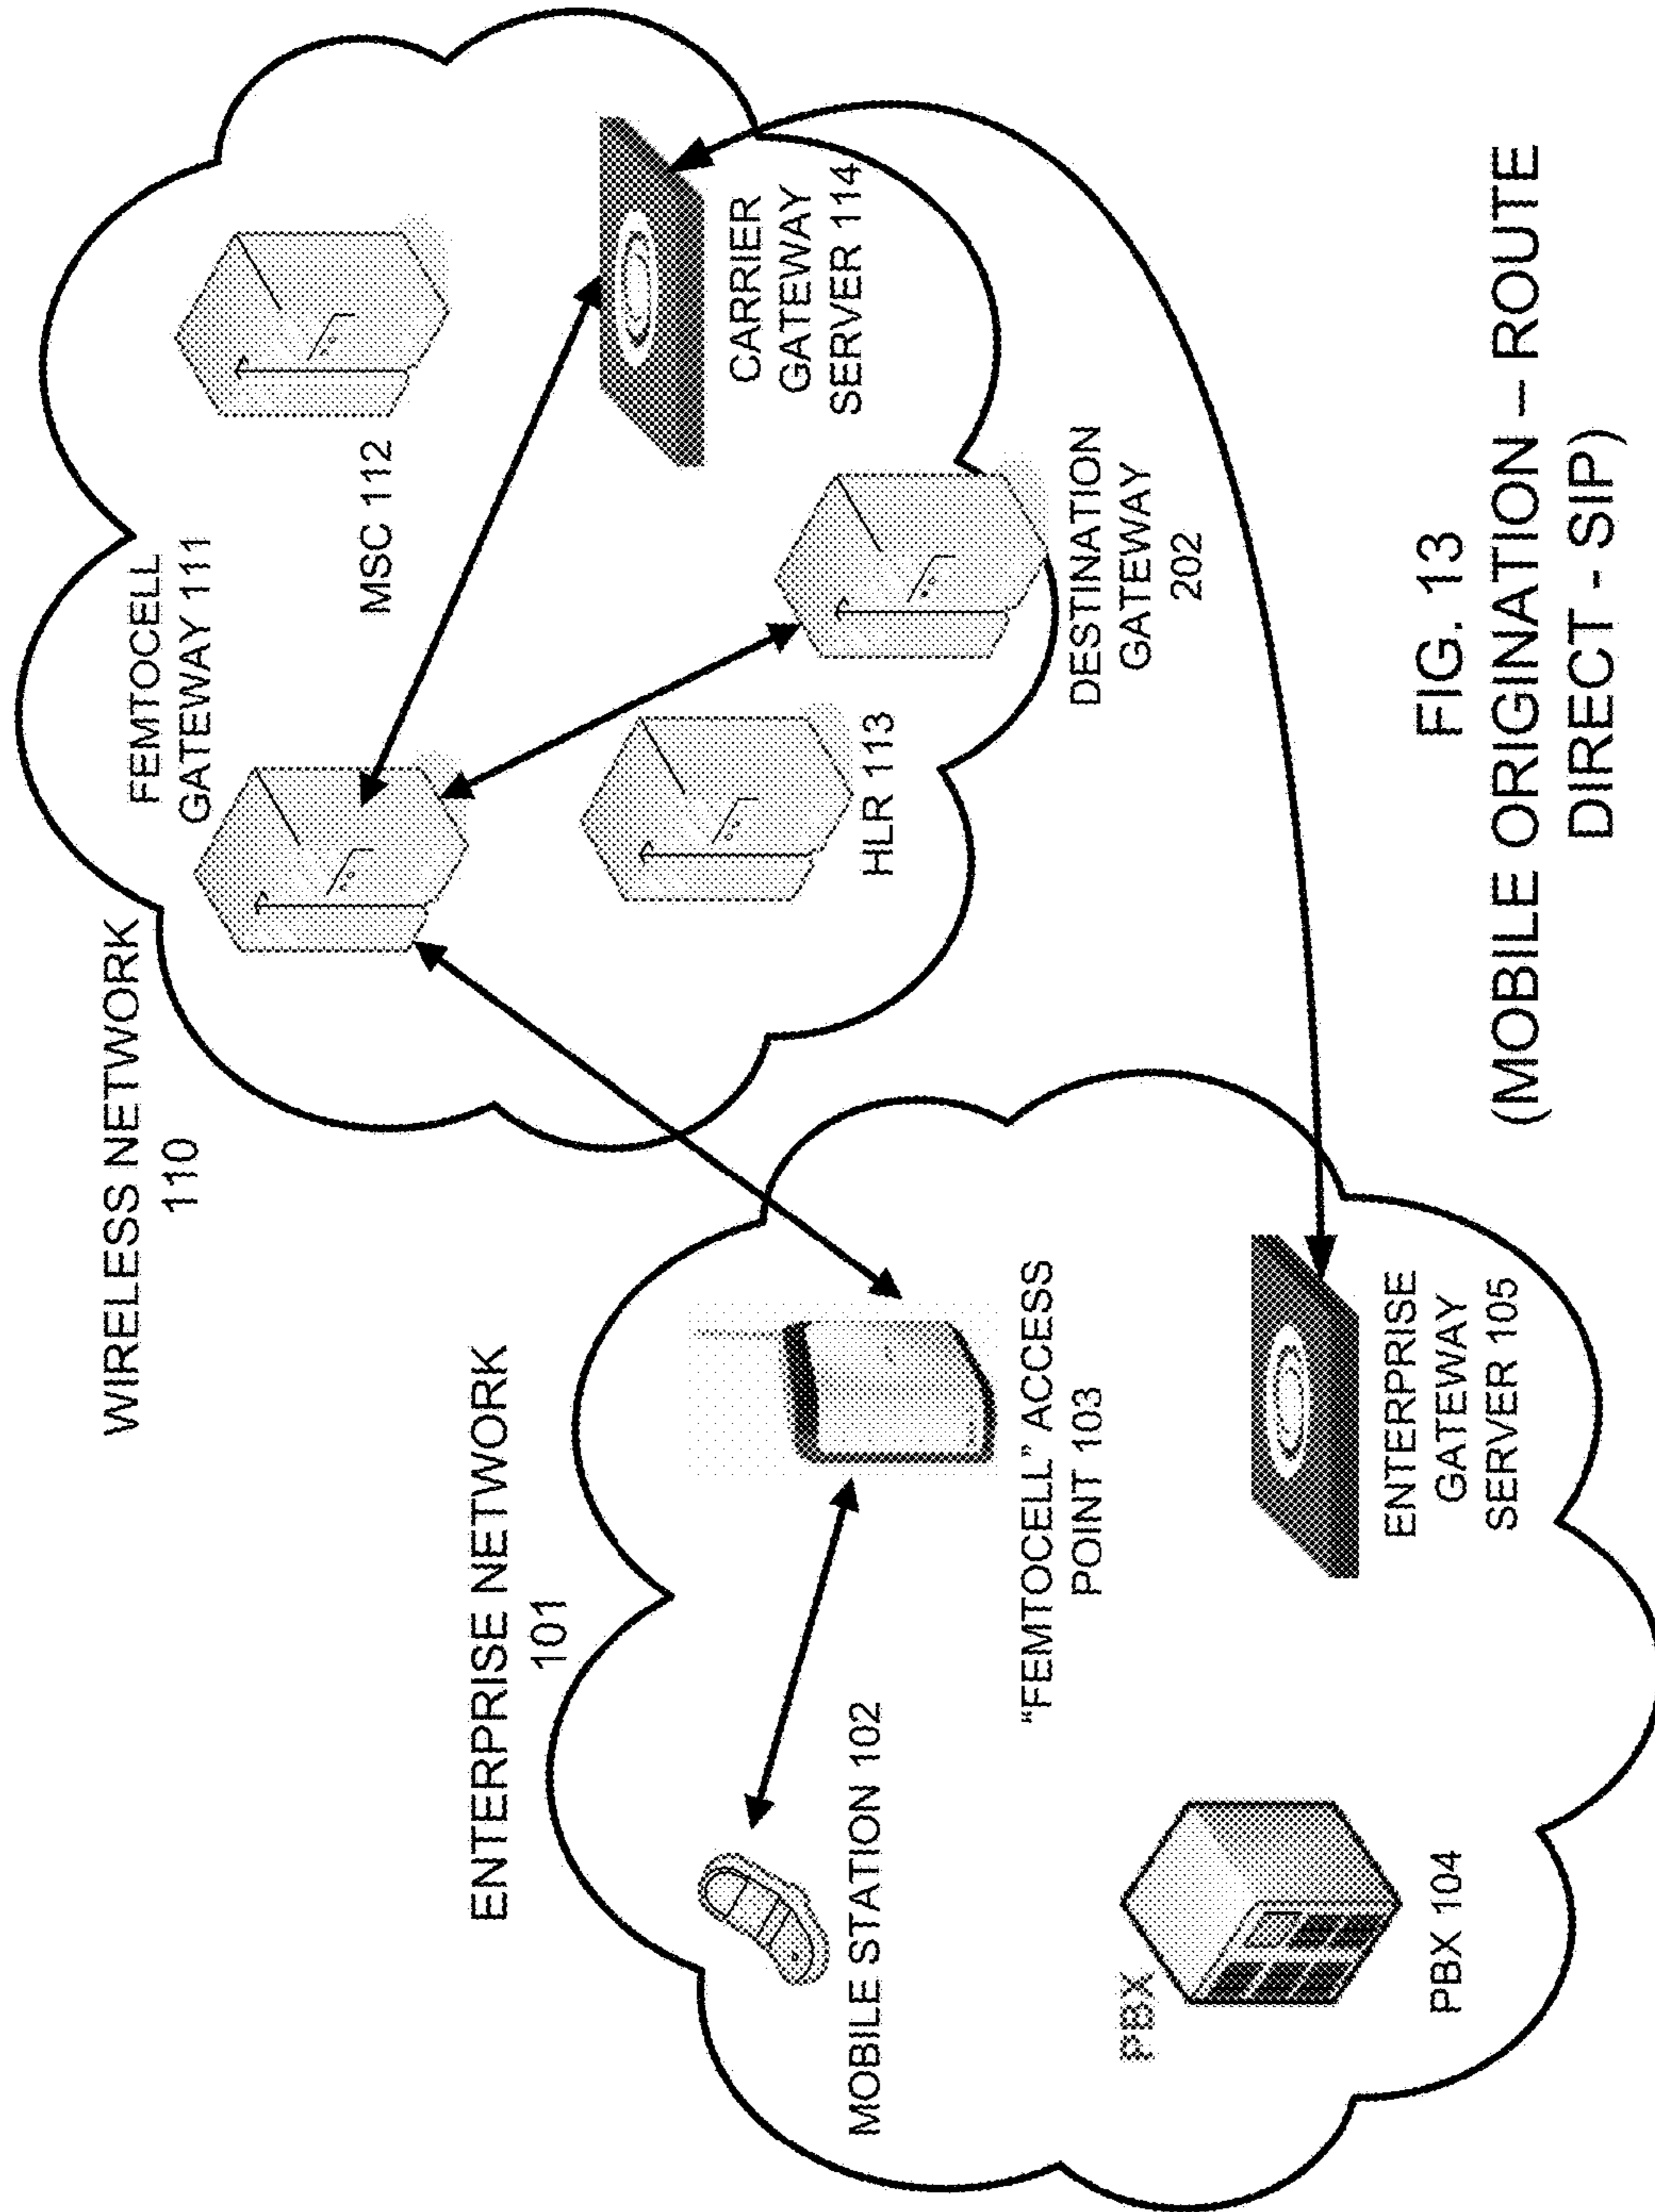 WIRELESS NETWORK
110
FEMTOCELL
GATEWAY 111
MSC 112
CARRIER
GATEWAY
SERVER 114
HLR 113
DESTINATION
GATEWAY
202
ENTERPRISE NETWORK
101
MOBILE STATION 102
"FEMTOCELL" ACCESS
POINT 103
PBX
PBX 104
ENTERPRISE
GATEWAY
SERVER 105
FIG. 13
(MOBILE ORIGINATION – ROUTE
DIRECT - SIP)